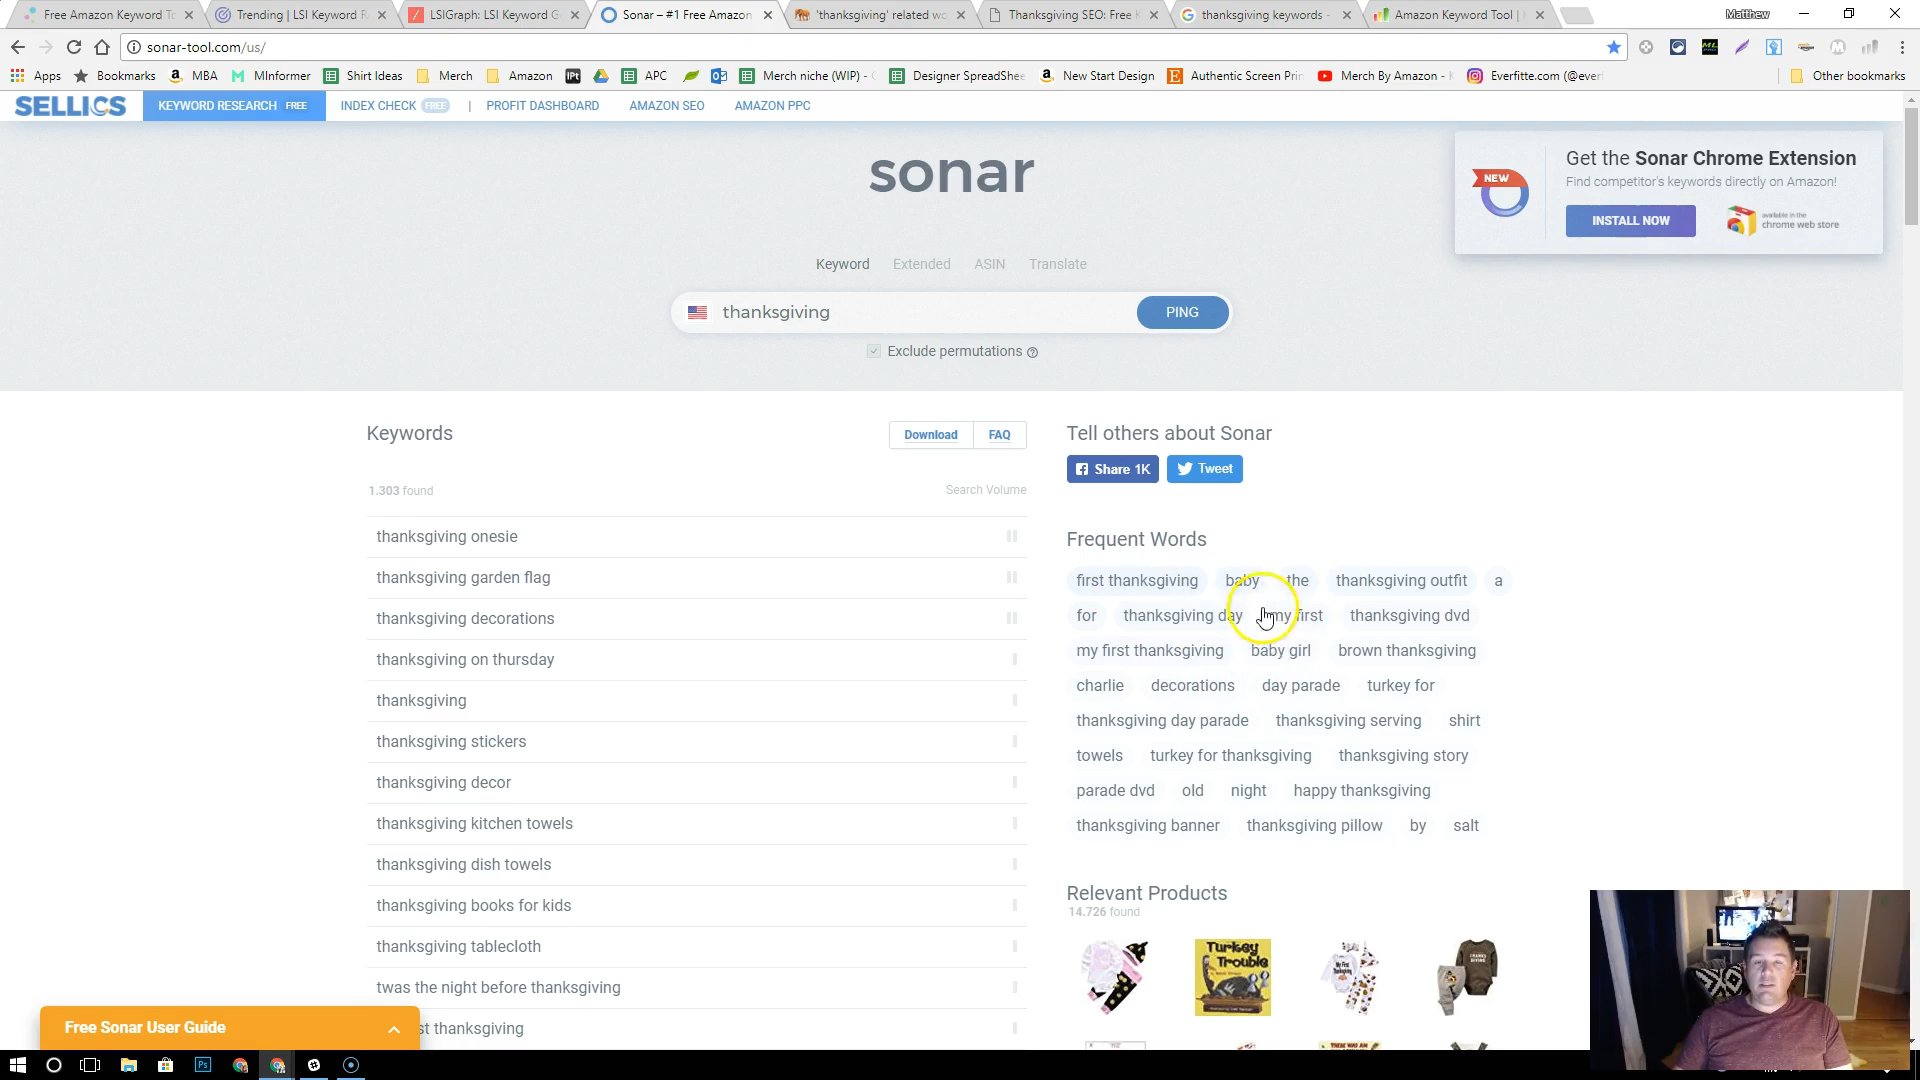 Free Amazon Keyword To
Trending | LSI Keyword R
LSIGraph: LSI Keyword G
Sonar – #1 Free Amazon
'thanksgiving' related wo
Thanksgiving SEO: Free K
thanksgiving keywords -
Amazon Keyword Tool |
Matthew
sonar-tool.com/us/
Apps
Bookmarks
MBA
MInformer
Shirt Ideas
Merch
Amazon
APC
Merch niche (WIP) -
Designer SpreadShee
New Start Design
Authentic Screen Prin
Merch By Amazon -
Everfitte.com (@ever
Other bookmarks
SELLICS
KEYWORD RESEARCH FREE
INDEX CHECK FREE
|
PROFIT DASHBOARD
AMAZON SEO
AMAZON PPC
sonar
NEW
Get the Sonar Chrome Extension
Find competitor's keywords directly on Amazon!
INSTALL NOW
available in the
chrome web store
Keyword Extended ASIN Translate
thanksgiving
PING
Exclude permutations
Keywords
Download
FAQ
1.303 found
Search Volume
thanksgiving onesie
thanksgiving garden flag
thanksgiving decorations
thanksgiving on thursday
thanksgiving
thanksgiving stickers
thanksgiving decor
thanksgiving kitchen towels
thanksgiving dish towels
thanksgiving books for kids
thanksgiving tablecloth
twas the night before thanksgiving
st thanksgiving
Tell others about Sonar
Share 1K
Tweet
Frequent Words
first thanksgiving baby the thanksgiving outfit a
for thanksgiving day my first thanksgiving dvd
my first thanksgiving baby girl brown thanksgiving
charlie decorations day parade turkey for
thanksgiving day parade thanksgiving serving shirt
towels turkey for thanksgiving thanksgiving story
parade dvd old night happy thanksgiving
thanksgiving banner thanksgiving pillow by salt
Relevant Products
14.726 found
Turkey
Trouble
Free Sonar User Guide